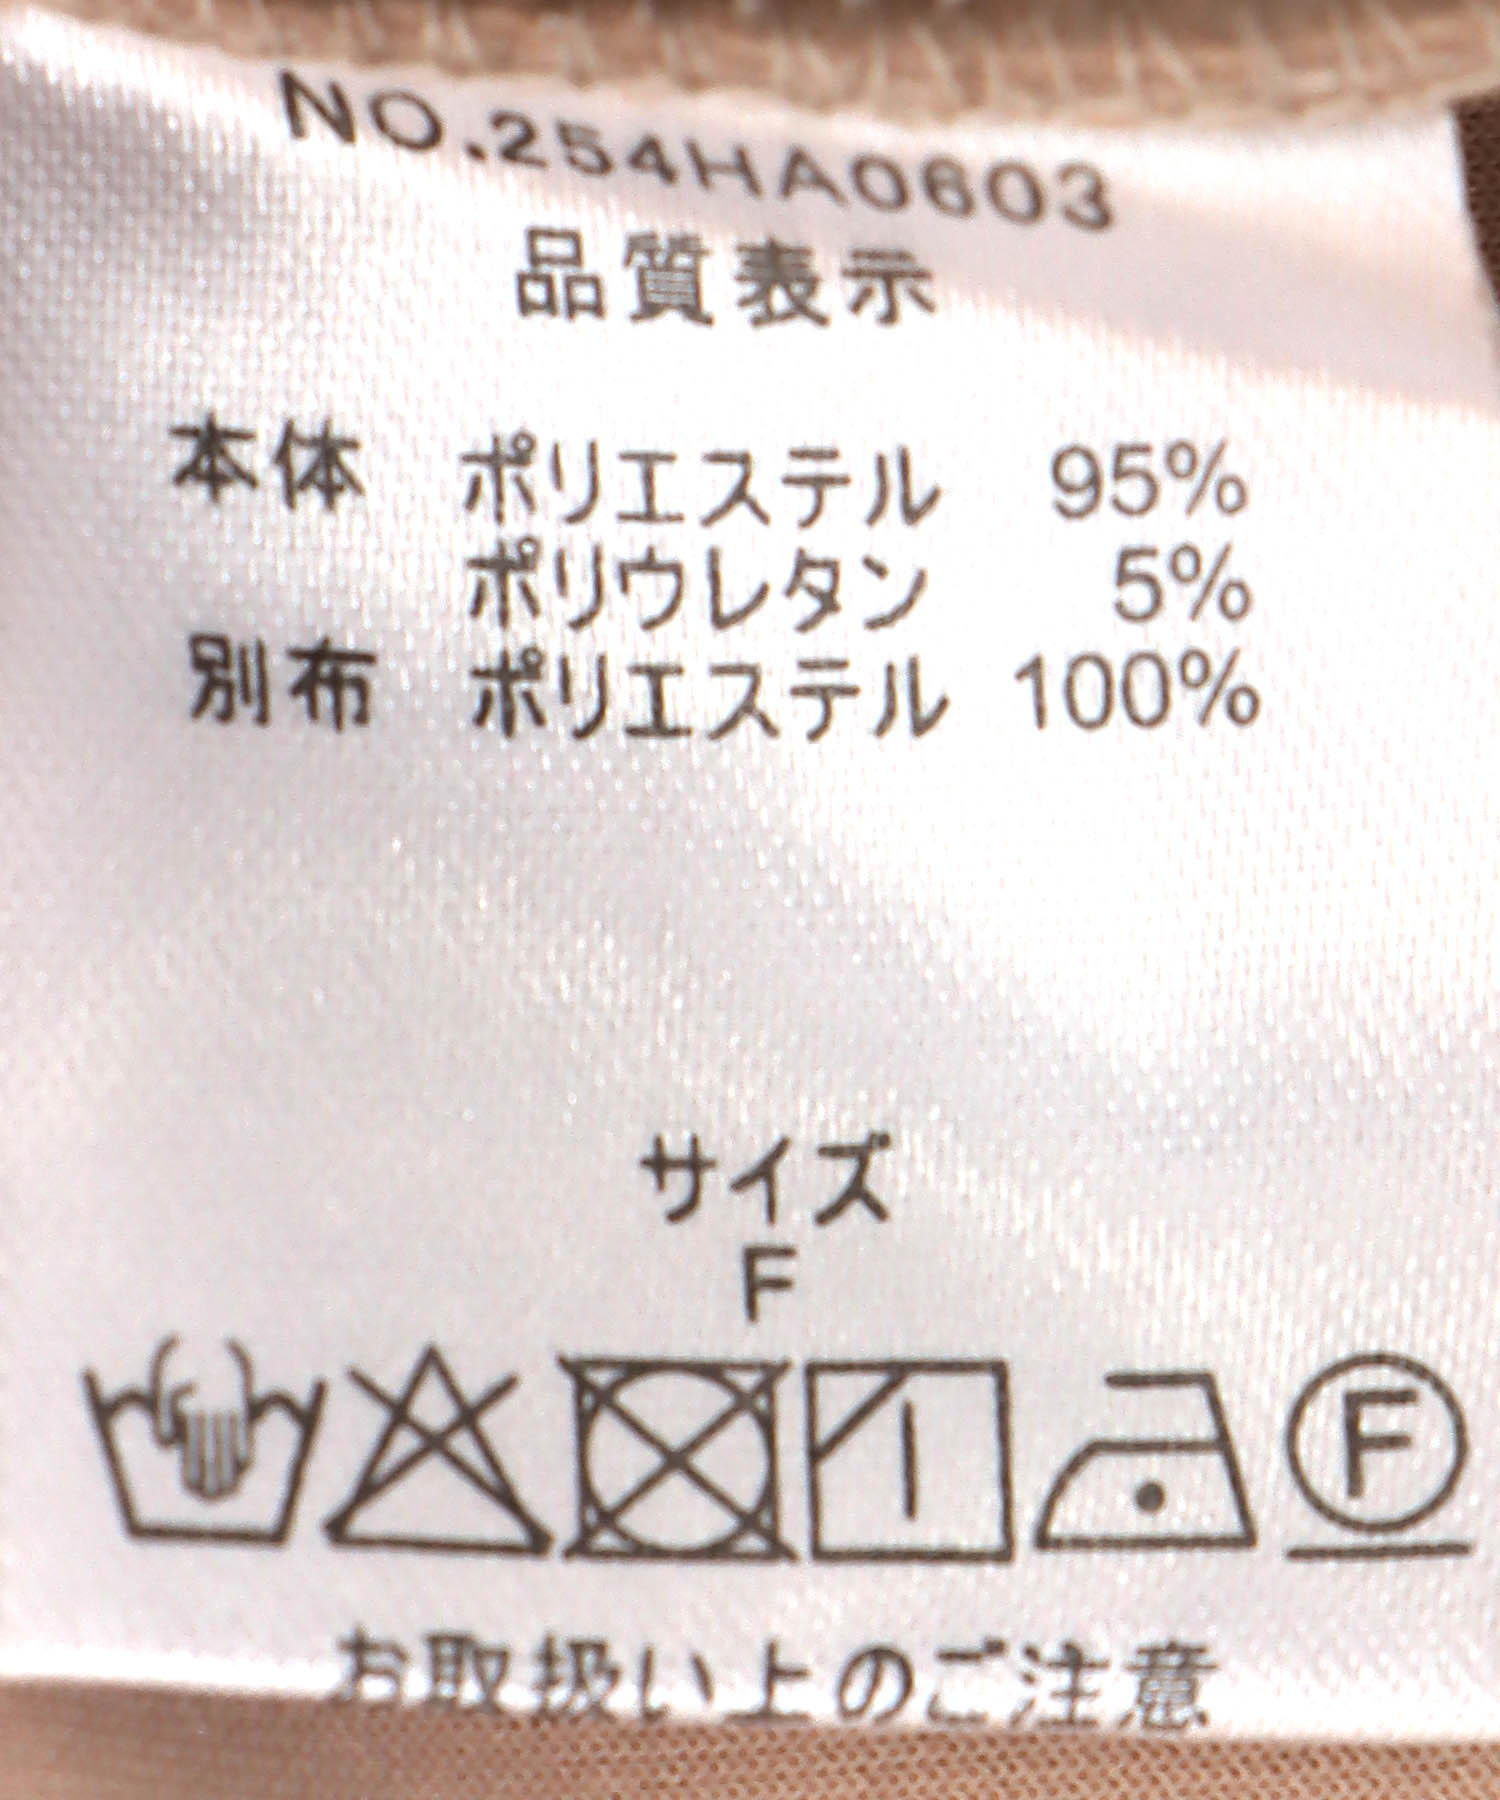 NO.254HA0603
品質表示
本体 ポリエステル 95%
ポリウレタン 5%
別布 ポリエステル 100%
サイズ
F
F
お取扱い上のご注意